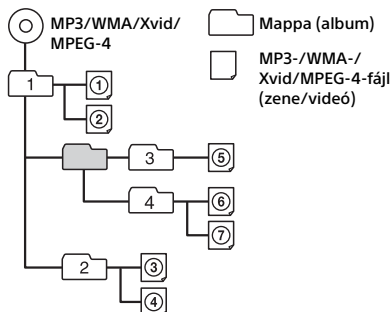 MP3/WMA/Xvid/
MPEG-4
Mappa (album)
MP3-/WMA-/
Xvid/MPEG-4-fájl
(zene/videó)
1
①
②
3
⑤
4
⑥
⑦
2
③
④